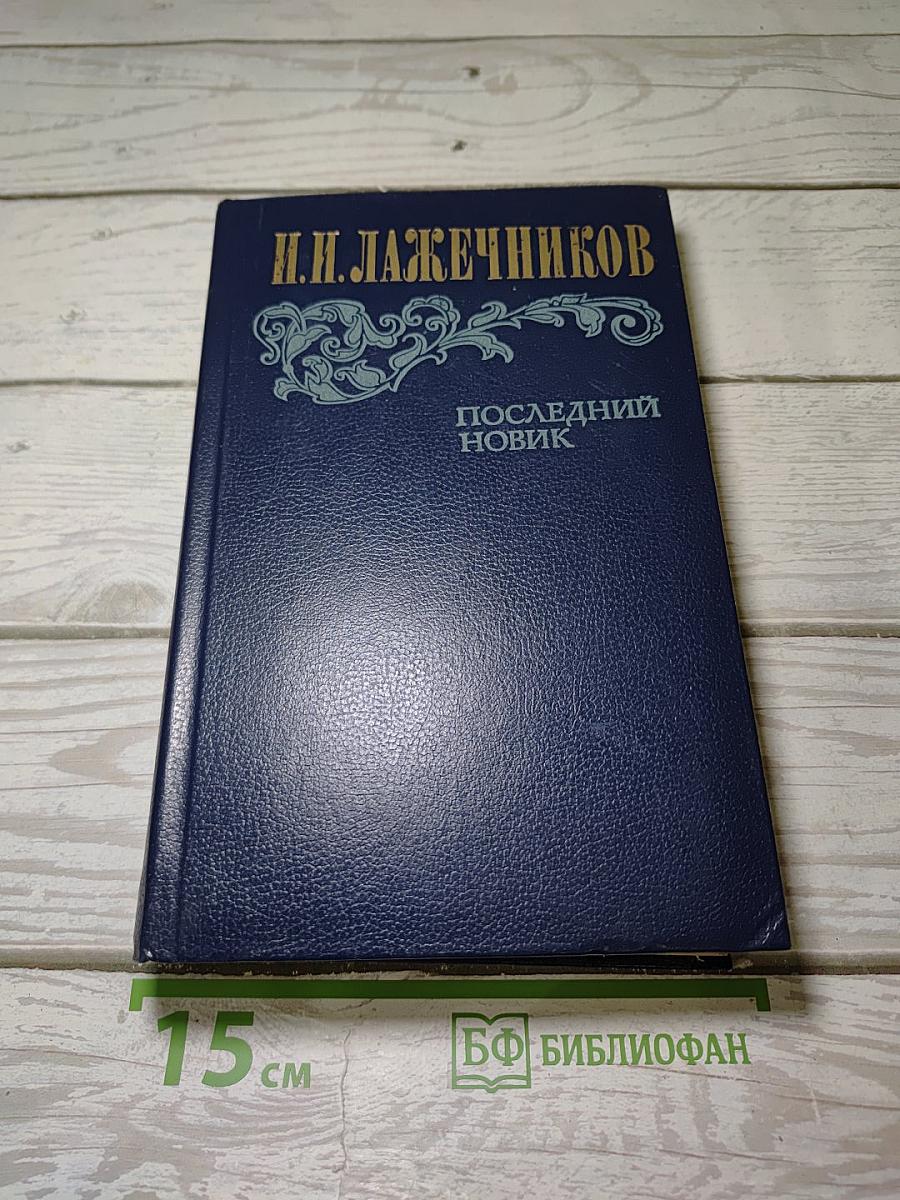 И.И.ЛАЖЕЧНИКОВ
ПОСЛЕДНИЙ
НОВИК
15 см
БФ БИБЛИОФАН